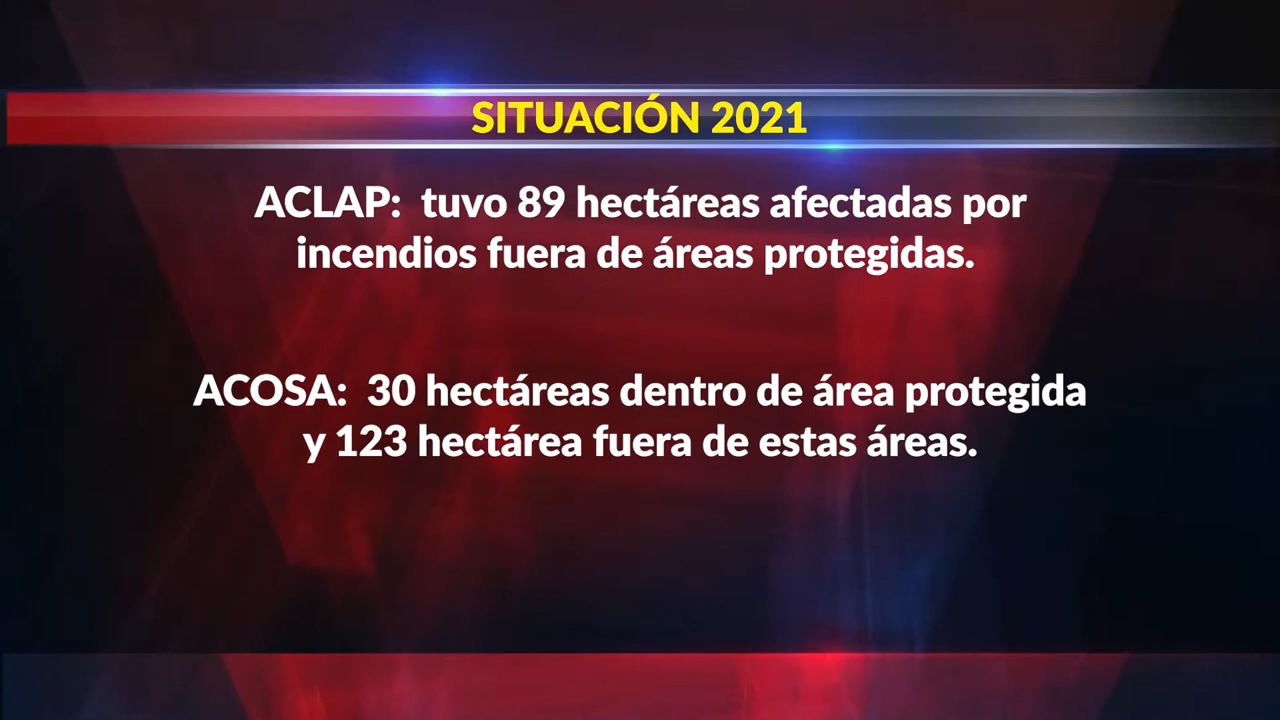 SITUACIÓN 2021
ACLAP: tuvo 89 hectáreas afectadas por
incendios fuera de áreas protegidas.
ACOSA: 30 hectáreas dentro de área protegida
y 123 hectárea fuera de estas áreas.